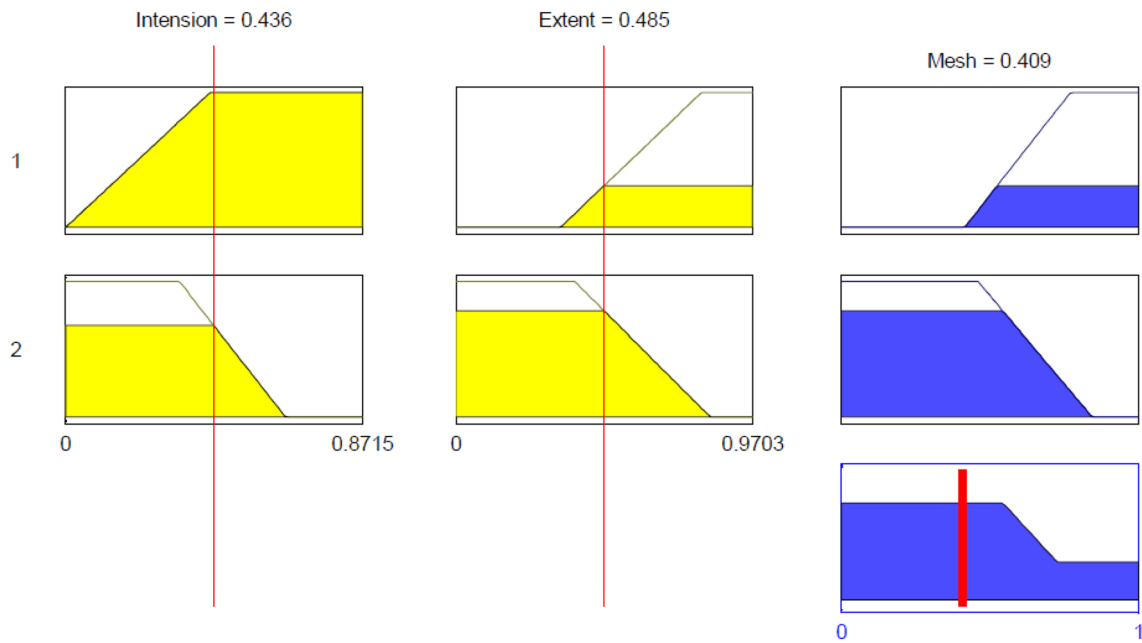 Intension = 0.436
Extent = 0.485
Mesh = 0.409
1
2
0
0.8715
0
0.9703
0
1